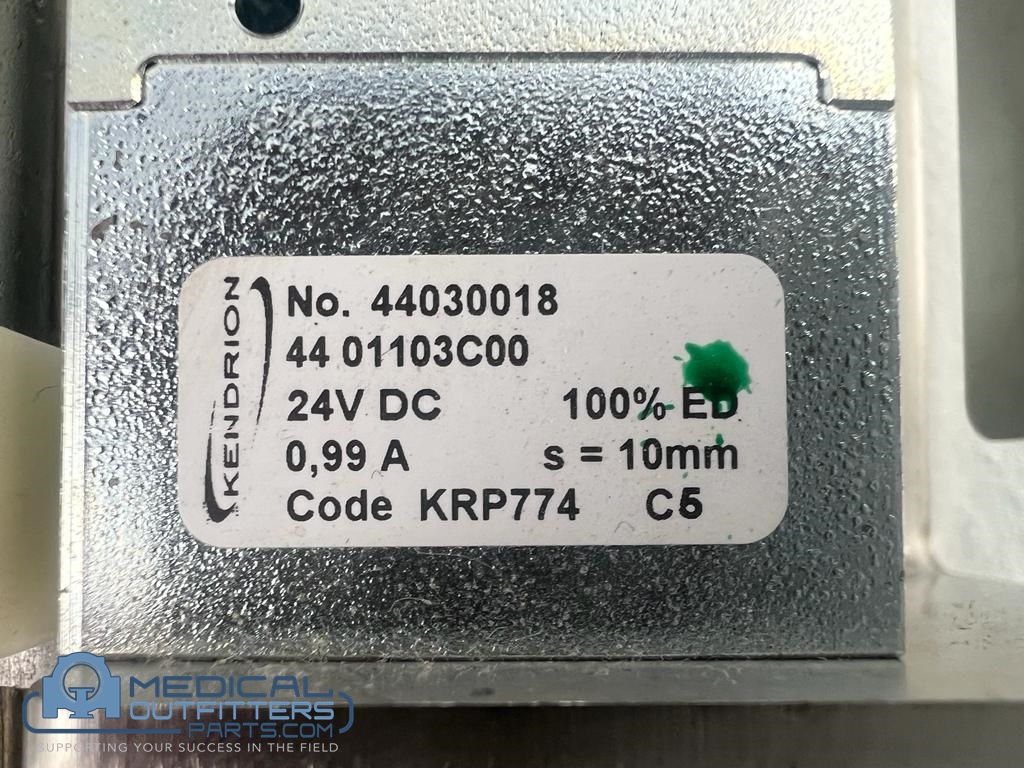 KENDRION
No. 44030018
44 01103C00
24V DC 100% ED
0,99 A s = 10mm
Code KRP774 C5
MEDICAL
OUTFITTERS
PARTS.COM
SUPPORTING YOUR SUCCESS IN THE FIELD